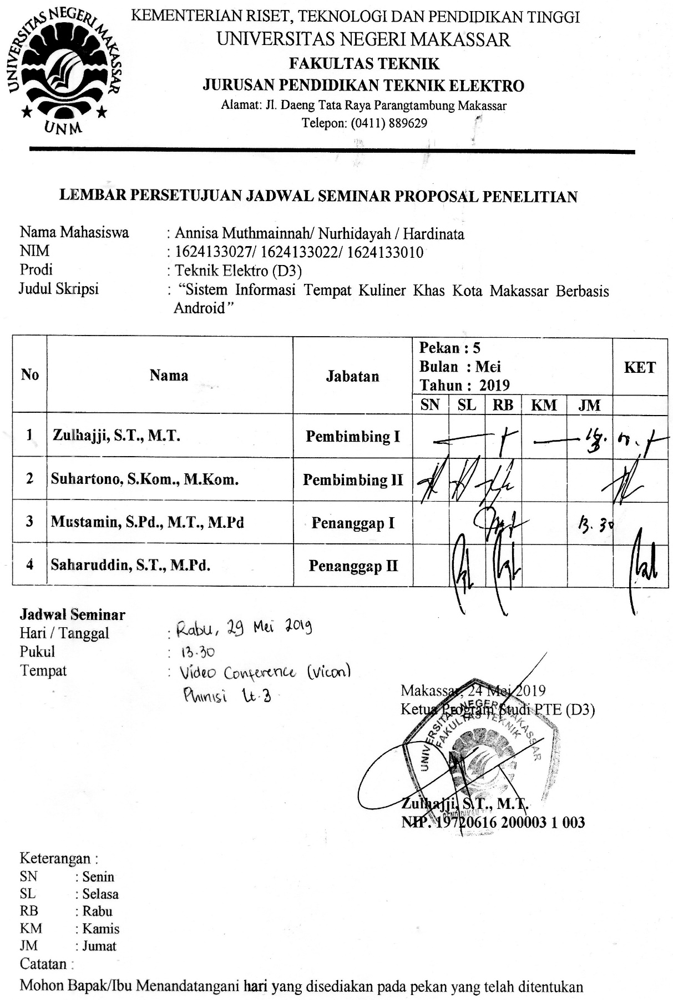 UNIVERSITAS NEGERI MAKASSAR
UNM
KEMENTERIAN RISET, TEKNOLOGI DAN PENDIDIKAN TINGGI
UNIVERSITAS NEGERI MAKASSAR
FAKULTAS TEKNIK
JURUSAN PENDIDIKAN TEKNIK ELEKTRO
Alamat: Jl. Daeng Tata Raya Parangtambung Makassar
Telepon: (0411) 889629
LEMBAR PERSETUJUAN JADWAL SEMINAR PROPOSAL PENELITIAN
Nama Mahasiswa : Annisa Muthmainnah/ Nurhidayah / Hardinata
NIM : 1624133027/ 1624133022/ 1624133010
Prodi : Teknik Elektro (D3)
Judul Skripsi : “Sistem Informasi Tempat Kuliner Khas Kota Makassar Berbasis
Android”
No Nama Jabatan Pekan : 5 KET
Bulan : Mei
Tahun : 2019
SN SL RB KM JM
1 Zulhajji, S.T., M.T. Pembimbing I
2 Suhartono, S.Kom., M.Kom. Pembimbing II
3 Mustamin, S.Pd., M.T., M.Pd Penanggap I 13.30
4 Saharuddin, S.T., M.Pd. Penanggap II
Jadwal Seminar
Hari / Tanggal : Rabu, 29 Mei 2019
Pukul : 13.30
Tempat : Video Conference (Vicon)
Phinisi Lt.3
Makassar, 24 Mei 2019
Ketua Program Studi PTE (D3)
UNIVERSITAS NEGERI MAKASSAR
FAKULTAS TEKNIK
Zulhajji, S.T., M.T.
NIP. 19720616 200003 1 003
Keterangan :
SN : Senin
SL : Selasa
RB : Rabu
KM : Kamis
JM : Jumat
Catatan :
Mohon Bapak/Ibu Menandatangani hari yang disediakan pada pekan yang telah ditentukan